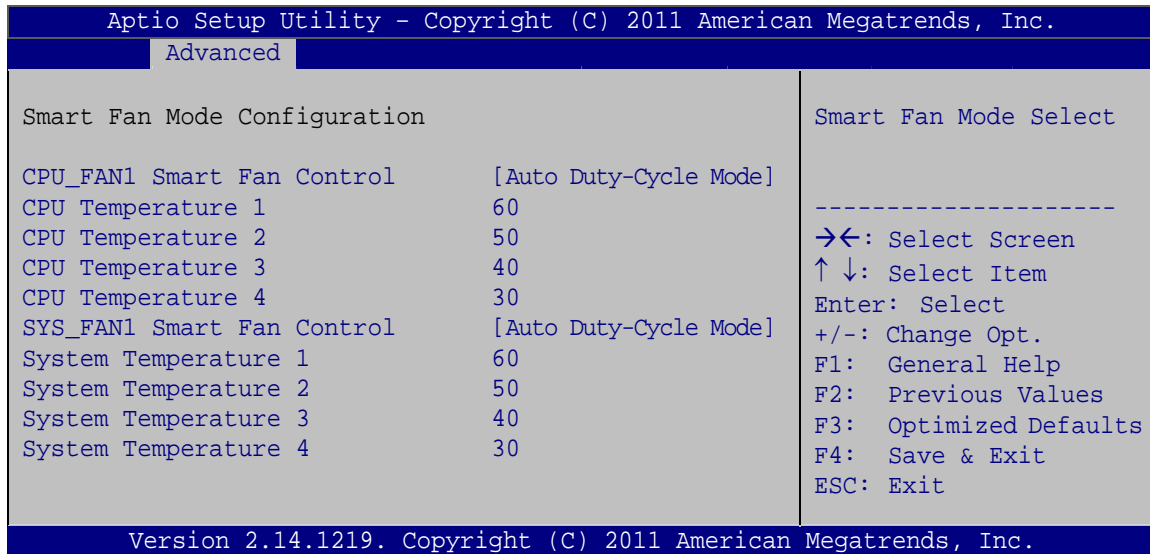 Aptio Setup Utility – Copyright (C) 2011 American Megatrends, Inc.
Advanced
Smart Fan Mode Configuration
CPU_FAN1 Smart Fan Control [Auto Duty-Cycle Mode]
CPU Temperature 1 60
CPU Temperature 2 50
CPU Temperature 3 40
CPU Temperature 4 30
SYS_FAN1 Smart Fan Control [Auto Duty-Cycle Mode]
System Temperature 1 60
System Temperature 2 50
System Temperature 3 40
System Temperature 4 30
Smart Fan Mode Select
---------------------
→←: Select Screen
↑ ↓: Select Item
Enter: Select
+/-: Change Opt.
F1: General Help
F2: Previous Values
F3: Optimized Defaults
F4: Save & Exit
ESC: Exit
Version 2.14.1219. Copyright (C) 2011 American Megatrends, Inc.